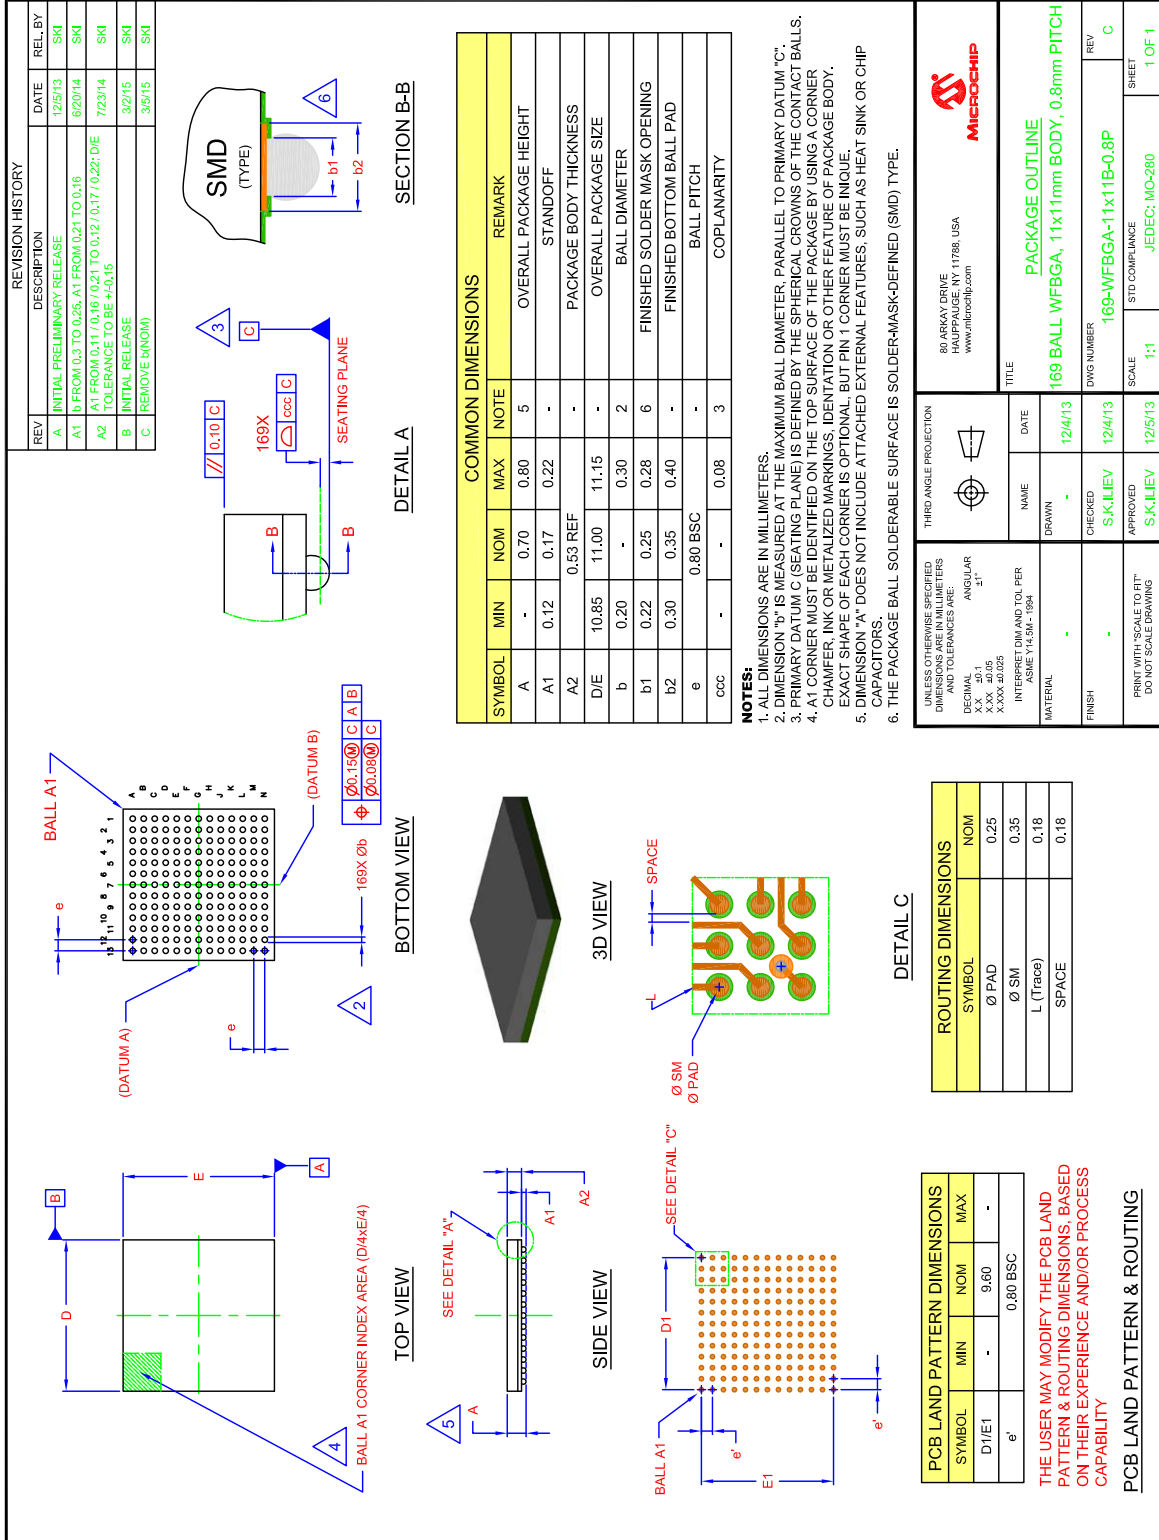 REVISION HISTORY
REV DESCRIPTION DATE REL. BY
A INITIAL PRELIMINARY RELEASE 12/5/13 SKI
A1 b FROM 0.3 TO 0.25, A1 FROM 0.21 TO 0.16 6/20/14 SKI
A2 A1 FROM 0.11 / 0.16 / 0.21 TO 0.12 / 0.17 / 0.22; D/E TOLERANCE TO BE +/-0.15 7/23/14 SKI
B INITIAL RELEASE 3/2/15 SKI
C REMOVE b(NOM) 3/5/15 SKI
D
B
E
A
4
BALL A1 CORNER INDEX AREA (D/4xE/4)
TOP VIEW
(DATUM A)
e
e
BALL A1
13 12 11 10 9 8 7 6 5 4 3 2 1
A
B
C
D
E
F
G
H
J
K
L
M
N
(DATUM B)
2
169X Øb
Ø0.15 M C A B
Ø0.08 M C
BOTTOM VIEW
// 0.10 C
169X
ccc C
C
3
B
B
SEATING PLANE
DETAIL A
SMD
(TYPE)
b1
b2
6
SECTION B-B
5
A
SEE DETAIL "A"
A1
A2
SIDE VIEW
3D VIEW
COMMON DIMENSIONS
SYMBOL MIN NOM MAX NOTE REMARK
A - 0.70 0.80 5 OVERALL PACKAGE HEIGHT
A1 0.12 0.17 0.22 - STANDOFF
A2 0.53 REF - PACKAGE BODY THICKNESS
D/E 10.85 11.00 11.15 - OVERALL PACKAGE SIZE
b 0.20 - 0.30 2 BALL DIAMETER
b1 0.22 0.25 0.28 6 FINISHED SOLDER MASK OPENING
b2 0.30 0.35 0.40 - FINISHED BOTTOM BALL PAD
e 0.80 BSC - BALL PITCH
ccc - - 0.08 3 COPLANARITY
NOTES:
1. ALL DIMENSIONS ARE IN MILLIMETERS.
2. DIMENSION "b" IS MEASURED AT THE MAXIMUM BALL DIAMETER, PARALLEL TO PRIMARY DATUM "C".
3. PRIMARY DATUM C (SEATING PLANE) IS DEFINED BY THE SPHERICAL CROWNS OF THE CONTACT BALLS.
4. A1 CORNER MUST BE IDENTIFIED ON THE TOP SURFACE OF THE PACKAGE BY USING A CORNER
CHAMFER, INK OR METALIZED MARKINGS, IDENTATION OR OTHER FEATURE OF PACKAGE BODY.
EXACT SHAPE OF EACH CORNER IS OPTIONAL, BUT PIN 1 CORNER MUST BE INIQUE.
5. DIMENSION "A" DOES NOT INCLUDE ATTACHED EXTERNAL FEATURES, SUCH AS HEAT SINK OR CHIP
CAPACITORS.
6. THE PACKAGE BALL SOLDERABLE SURFACE IS SOLDER-MASK-DEFINED (SMD) TYPE.
D1
SEE DETAIL "C"
BALL A1
E1
e'
e'
L
SPACE
Ø SM
Ø PAD
DETAIL C
PCB LAND PATTERN DIMENSIONS
SYMBOL MIN NOM MAX
D1/E1 - 9.60 -
e' 0.80 BSC
THE USER MAY MODIFY THE PCB LAND
PATTERN & ROUTING DIMENSIONS, BASED
ON THEIR EXPERIENCE AND/OR PROCESS
CAPABILITY
PCB LAND PATTERN & ROUTING
ROUTING DIMENSIONS
SYMBOL NOM
Ø PAD 0.25
Ø SM 0.35
L (Trace) 0.18
SPACE 0.18
UNLESS OTHERWISE SPECIFIED
DIMENSIONS ARE IN MILLIMETERS
AND TOLERANCES ARE:
DECIMAL ANGULAR
X.X ±0.1 ±1°
X.XX ±0.05
X.XXX ±0.025
INTERPRET DIM AND TOL PER
ASME Y14.5M - 1994
MATERIAL
-
FINISH
-
PRINT WITH "SCALE TO FIT"
DO NOT SCALE DRAWING
THIRD ANGLE PROJECTION
NAME DATE
DRAWN
- 12/4/13
CHECKED
S.K.ILIEV 12/4/13
APPROVED
S.K.ILIEV 12/5/13
80 ARKAY DRIVE
HAUPPAUGE, NY 11788, USA
www.microchip.com
MICROCHIP
TITLE
PACKAGE OUTLINE
169 BALL WFBGA, 11x11mm BODY, 0.8mm PITCH
DWG NUMBER
169-WFBGA-11x11B-0.8P
REV
C
SCALE
1:1
STD COMPLIANCE
JEDEC: MO-280
SHEET
1 OF 1